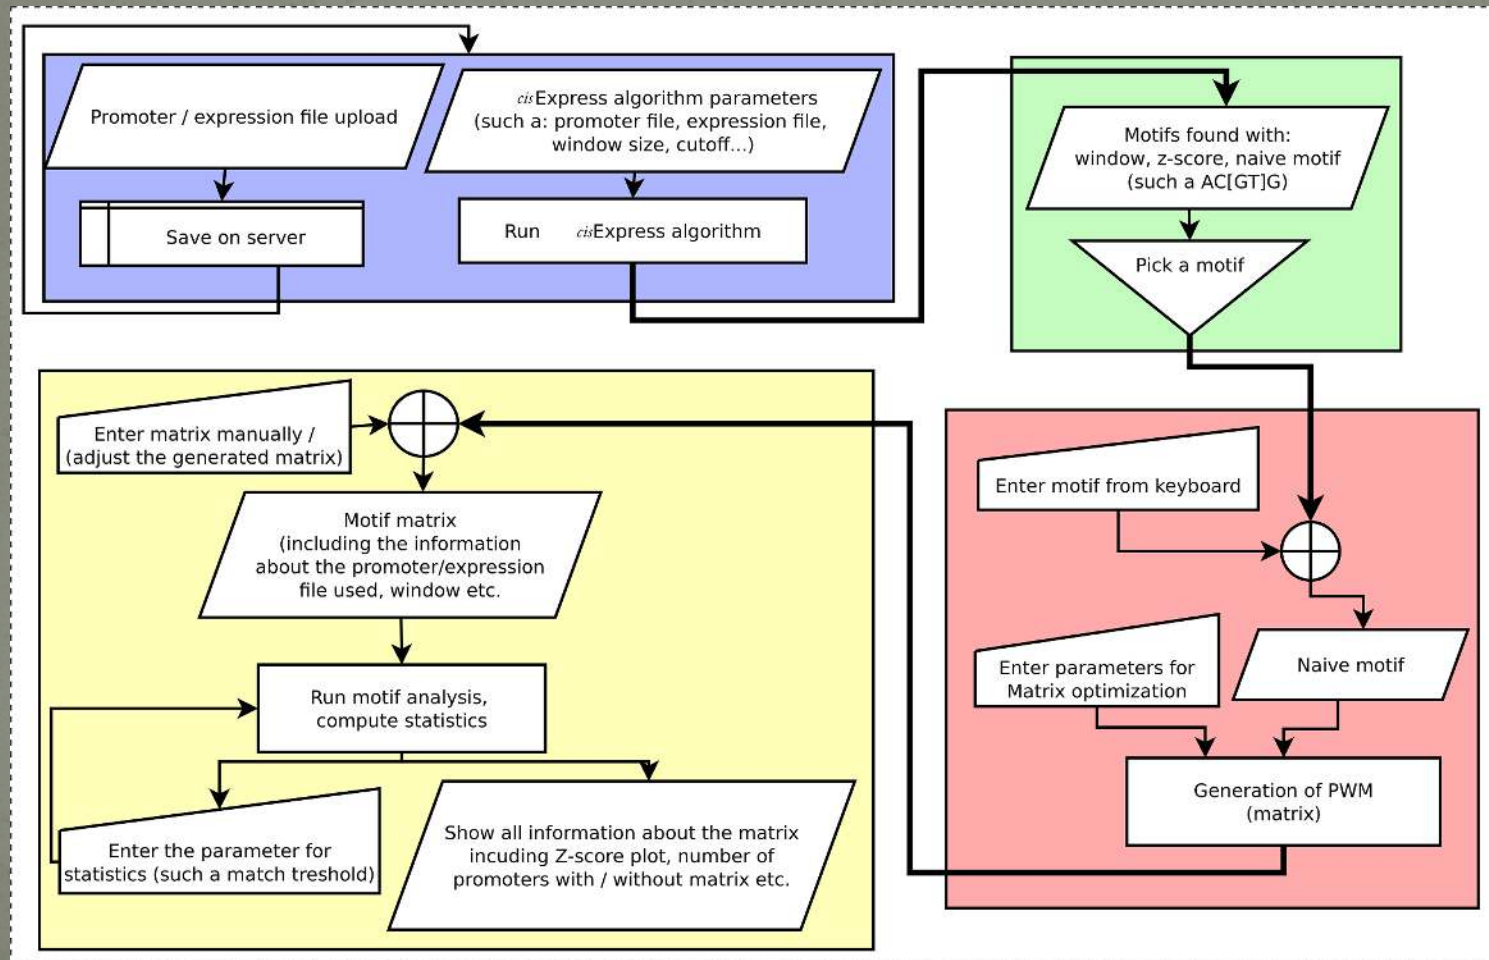 Promoter / expression file upload
cisExpress algorithm parameters
(such a: promoter file, expression file,
window size, cutoff...)
Save on server
Run cisExpress algorithm
Motifs found with:
window, z-score, naive motif
(such a AC[GT]G)
Pick a motif
Enter motif from keyboard
Enter parameters for
Matrix optimization
Naive motif
Generation of PWM
(matrix)
Enter matrix manually /
(adjust the generated matrix)
Motif matrix
(including the information
about the promoter/expression
file used, window etc.
Run motif analysis,
compute statistics
Enter the parameter for
statistics (such a match treshold)
Show all information about the matrix
incuding Z-score plot, number of
promoters with / without matrix etc.